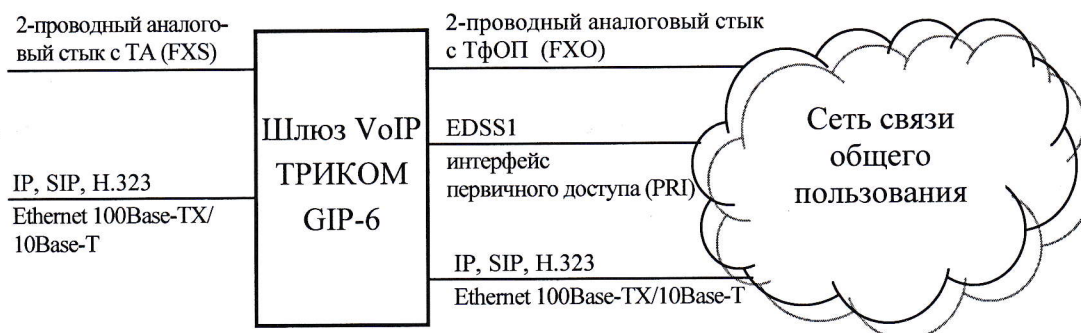 2-проводный аналого-
вый стык с ТА (FXS)
IP, SIP, H.323
Ethernet 100Base-TX/
10Base-T
Шлюз VoIP
ТРИКОМ
GIP-6
2-проводный аналоговый стык
с ТфОП (FXO)
EDSS1
интерфейс
первичного доступа (PRI)
IP, SIP, H.323
Ethernet 100Base-TX/10Base-T
Сеть связи
общего
пользования